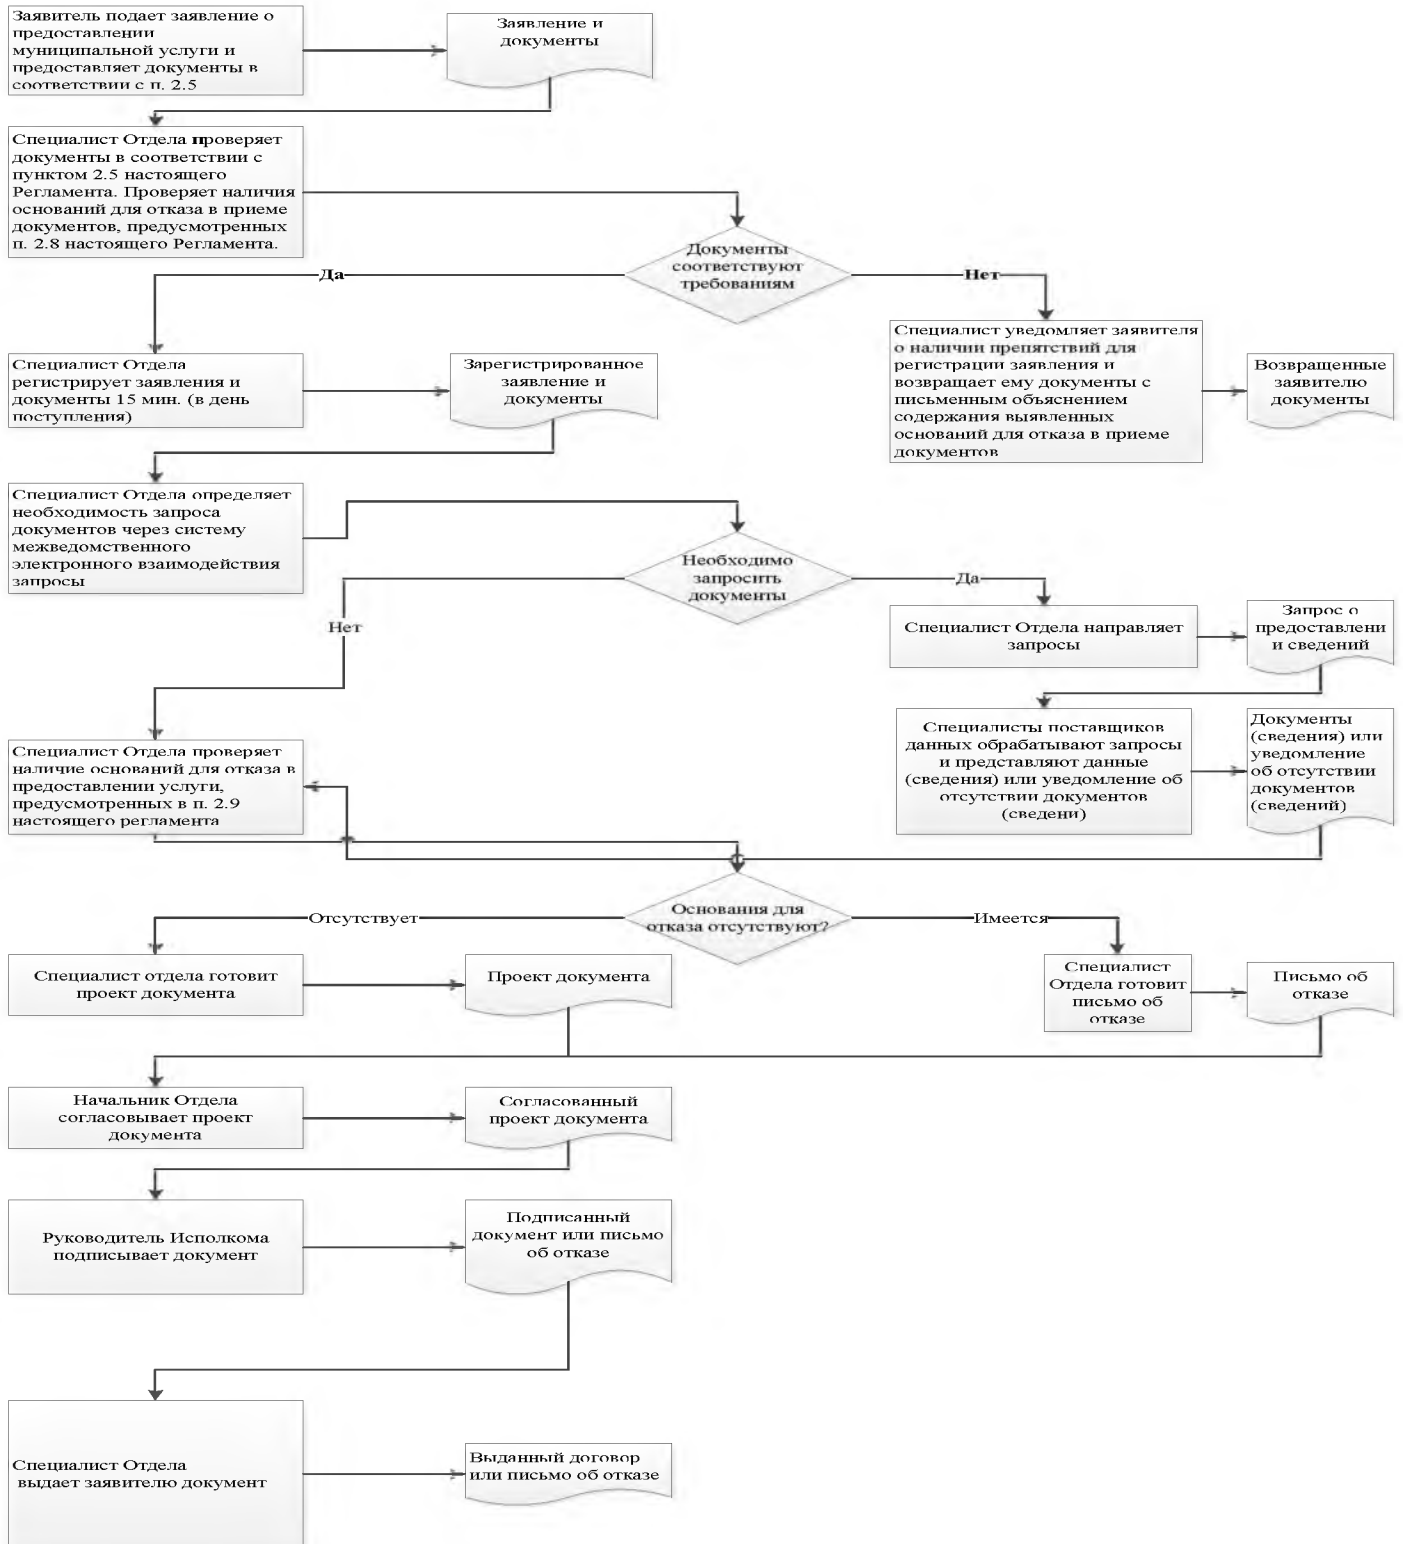 Заявитель подает заявление о
предоставлении
муниципальной услуги и
предоставляет документы в
соответствии с п. 2.5
Заявление и
документы
Специалист Отдела проверяет
документы в соответствии с
пунктом 2.5 настоящего
Регламента. Проверяет наличия
оснований для отказа в приеме
документов, предусмотренных
п. 2.8 настоящего Регламента.
Документы
соответствуют
требованиям
Да
Нет
Специалист Отдела
регистрирует заявления и
документы 15 мин. (в день
поступления)
Зарегистрированное
заявление и
документы
Специалист уведомляет заявителя
о наличии препятствий для
регистрации заявления и
возвращает ему документы с
письменным объяснением
содержания выявленных
оснований для отказа в приеме
документов
Возвращенные
заявителю
документы
Специалист Отдела определяет
необходимость запроса
документов через систему
межведомственного
электронного взаимодействия
запросы
Необходимо
запросить
документы
Да
Нет
Специалист Отдела направляет
запросы
Запрос о
предоставлени
и сведений
Специалисты поставщиков
данных обрабатывают запросы
и представляют данные
(сведения) или уведомление об
отсутствии документов
(сведени)
Документы
(сведения) или
уведомление
об отсутствии
документов
(сведений)
Специалист Отдела проверяет
наличие оснований для отказа в
предоставлении услуги,
предусмотренных в п. 2.9
настоящего регламента
Основания для
отказа отсутствуют?
Отсутствует
Имеется
Специалист отдела готовит
проект документа
Проект документа
Специалист
Отдела готовит
письмо об
отказе
Письмо об
отказе
Начальник Отдела
согласовывает проект
документа
Согласованный
проект документа
Руководитель Исполкома
подписывает документ
Подписанный
документ или письмо
об отказе
Специалист Отдела
выдает заявителю документ
Выданный договор
или письмо об отказе